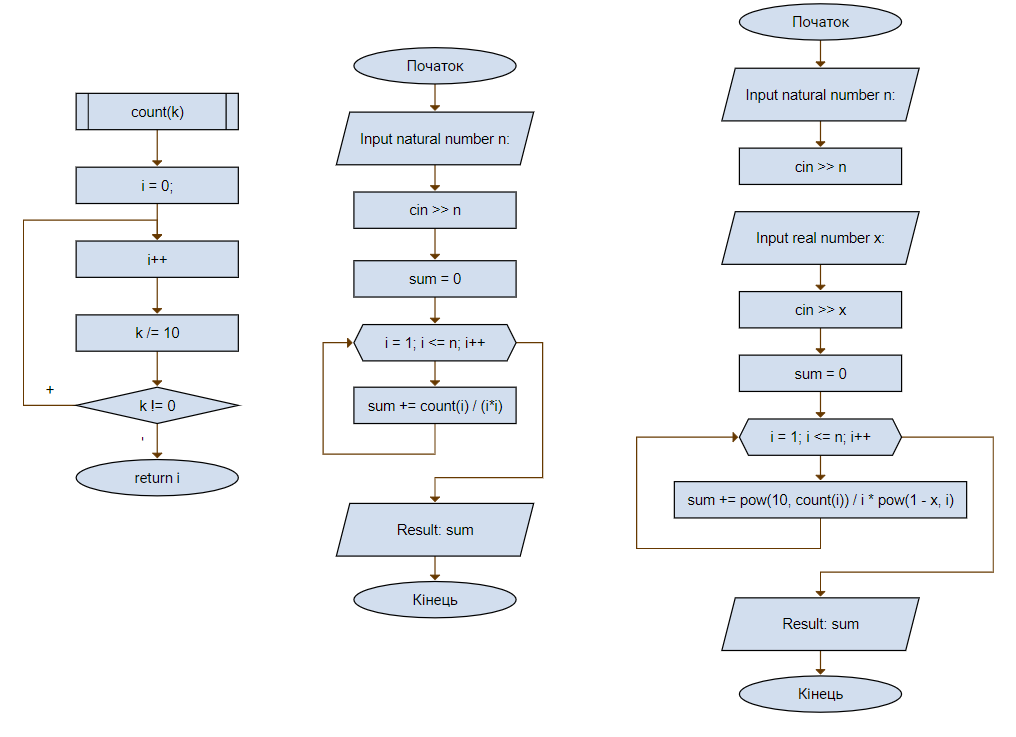 count(k)
i = 0;
i++
k /= 10
+
k != 0
'
return i
Початок
Input natural number n:
cin >> n
sum = 0
i = 1; i <= n; i++
sum += count(i) / (i*i)
Result: sum
Кінець
Початок
Input natural number n:
cin >> n
Input real number x:
cin >> x
sum = 0
i = 1; i <= n; i++
sum += pow(10, count(i)) / i * pow(1 - x, i)
Result: sum
Кінець